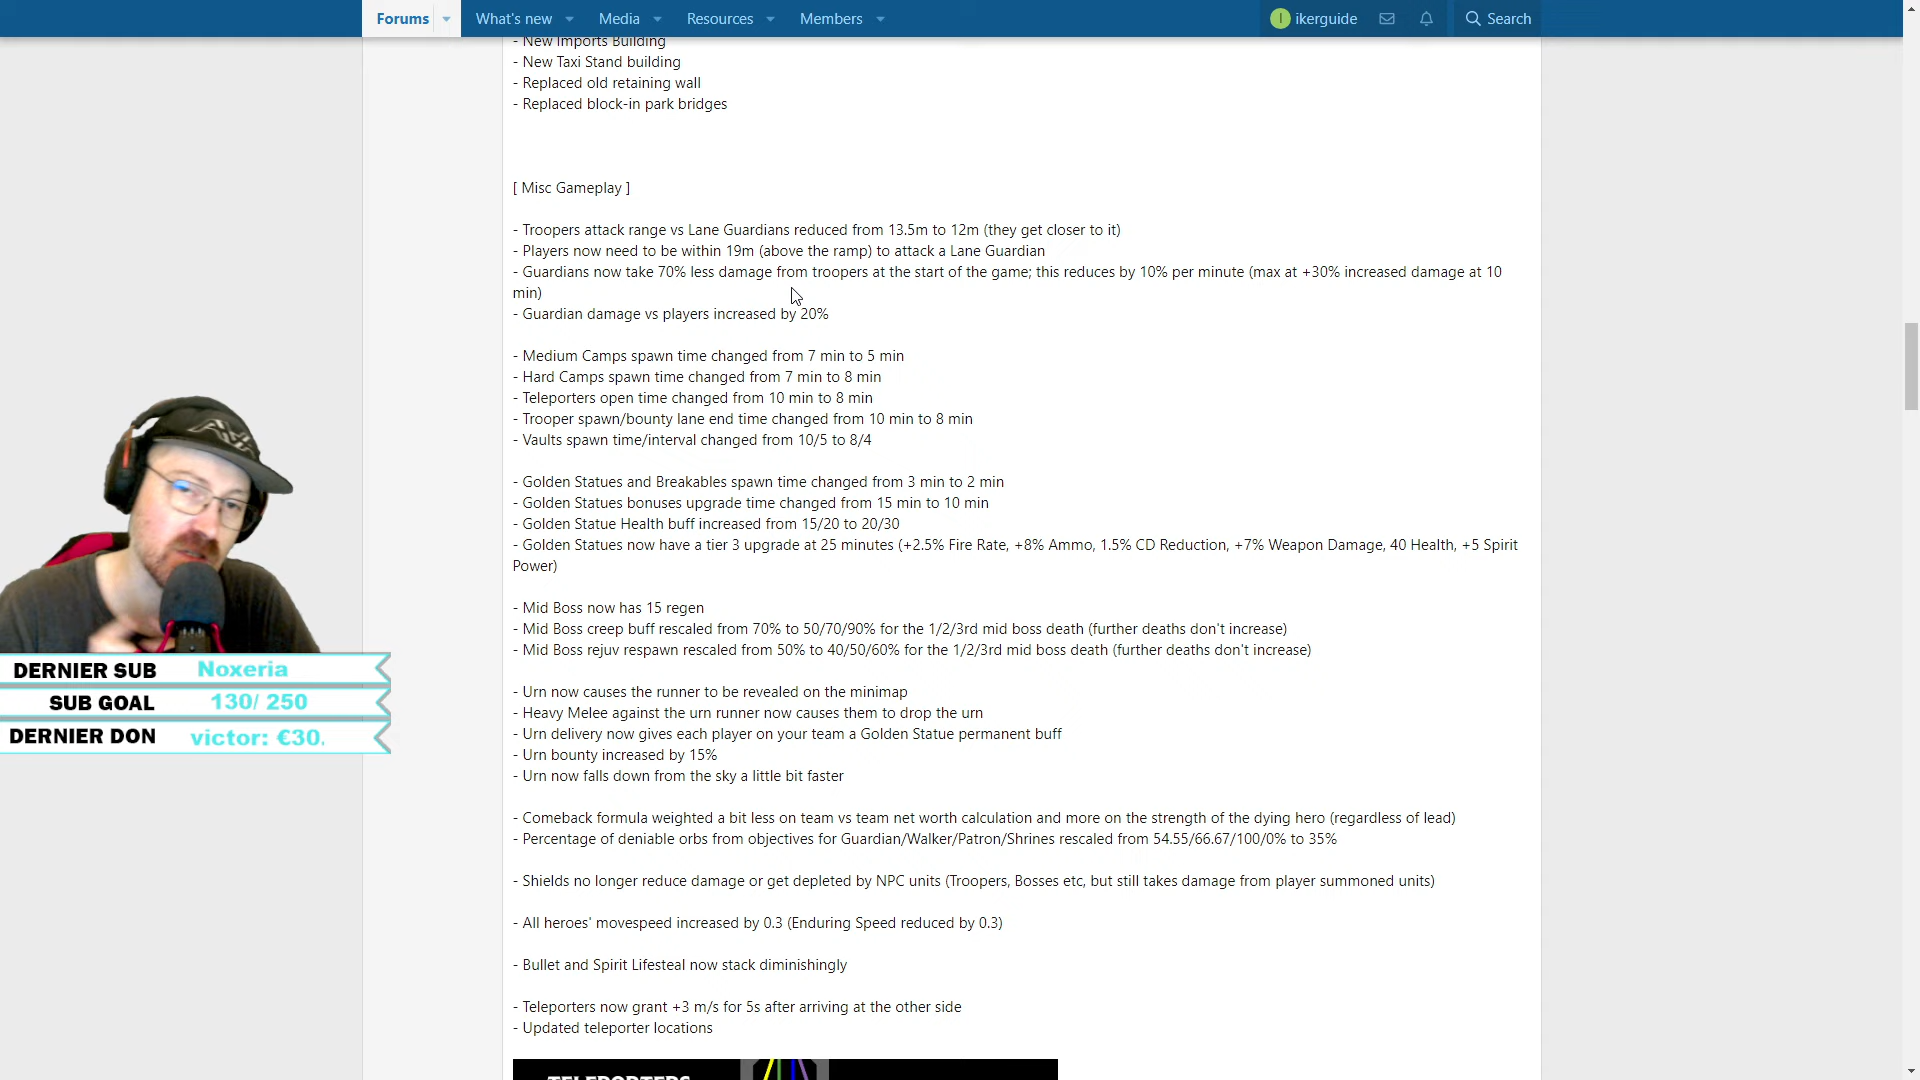 Forums What's new Media Resources Members I ikerguide Search
- New Imports Building
- New Taxi Stand building
- Replaced old retaining wall
- Replaced block-in park bridges
[ Misc Gameplay ]
- Troopers attack range vs Lane Guardians reduced from 13.5m to 12m (they get closer to it)
- Players now need to be within 19m (above the ramp) to attack a Lane Guardian
- Guardians now take 70% less damage from troopers at the start of the game; this reduces by 10% per minute (max at +30% increased damage at 10
min)
- Guardian damage vs players increased by 20%
- Medium Camps spawn time changed from 7 min to 5 min
- Hard Camps spawn time changed from 7 min to 8 min
- Teleporters open time changed from 10 min to 8 min
- Trooper spawn/bounty lane end time changed from 10 min to 8 min
- Vaults spawn time/interval changed from 10/5 to 8/4
- Golden Statues and Breakables spawn time changed from 3 min to 2 min
- Golden Statues bonuses upgrade time changed from 15 min to 10 min
- Golden Statue Health buff increased from 15/20 to 20/30
- Golden Statues now have a tier 3 upgrade at 25 minutes (+2.5% Fire Rate, +8% Ammo, 1.5% CD Reduction, +7% Weapon Damage, 40 Health, +5 Spirit
Power)
- Mid Boss now has 15 regen
- Mid Boss creep buff rescaled from 70% to 50/70/90% for the 1/2/3rd mid boss death (further deaths don't increase)
- Mid Boss rejuv respawn rescaled from 50% to 40/50/60% for the 1/2/3rd mid boss death (further deaths don't increase)
- Urn now causes the runner to be revealed on the minimap
- Heavy Melee against the urn runner now causes them to drop the urn
- Urn delivery now gives each player on your team a Golden Statue permanent buff
- Urn bounty increased by 15%
- Urn now falls down from the sky a little bit faster
- Comeback formula weighted a bit less on team vs team net worth calculation and more on the strength of the dying hero (regardless of lead)
- Percentage of deniable orbs from objectives for Guardian/Walker/Patron/Shrines rescaled from 54.55/66.67/100/0% to 35%
- Shields no longer reduce damage or get depleted by NPC units (Troopers, Bosses etc, but still takes damage from player summoned units)
- All heroes' movespeed increased by 0.3 (Enduring Speed reduced by 0.3)
- Bullet and Spirit Lifesteal now stack diminishingly
- Teleporters now grant +3 m/s for 5s after arriving at the other side
- Updated teleporter locations
TELEPORTERS
DERNIER SUB Noxeria
SUB GOAL 130/ 250
DERNIER DON victor: €30.